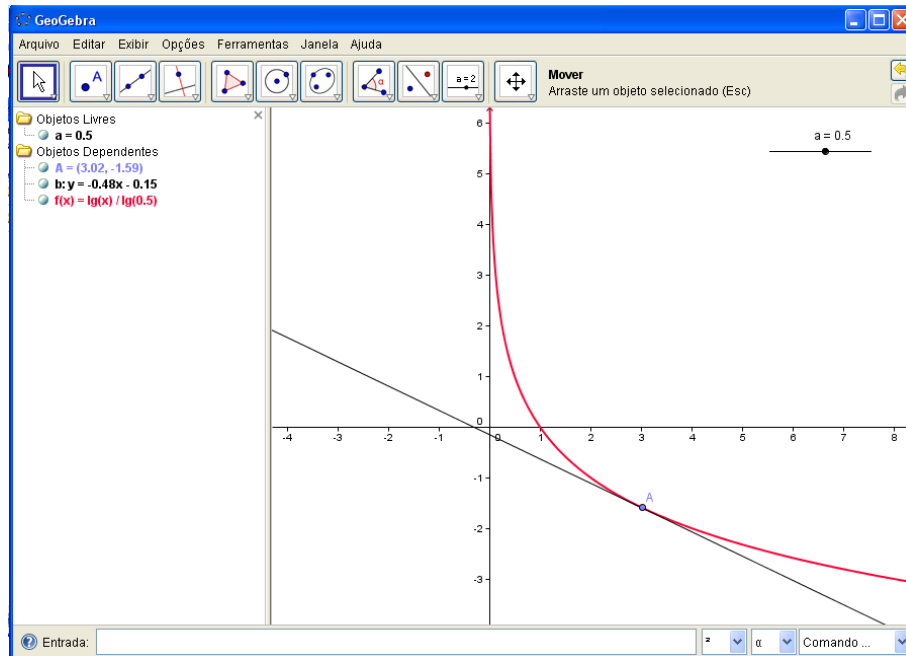 GeoGebra
Arquivo Editar Exibir Opções Ferramentas Janela Ajuda
A
α
a = 2
Mover
Arraste um objeto selecionado (Esc)
Objetos Livres
a = 0.5
Objetos Dependentes
A = (3.02, -1.59)
b: y = -0.48x - 0.15
f(x) = lg(x) / lg(0.5)
a = 0.5
6
5
4
3
2
1
0
-4 -3 -2 -1 0 1 2 3 4 5 6 7 8
-1
A
-2
-3
Entrada:
²
α
Comando ...